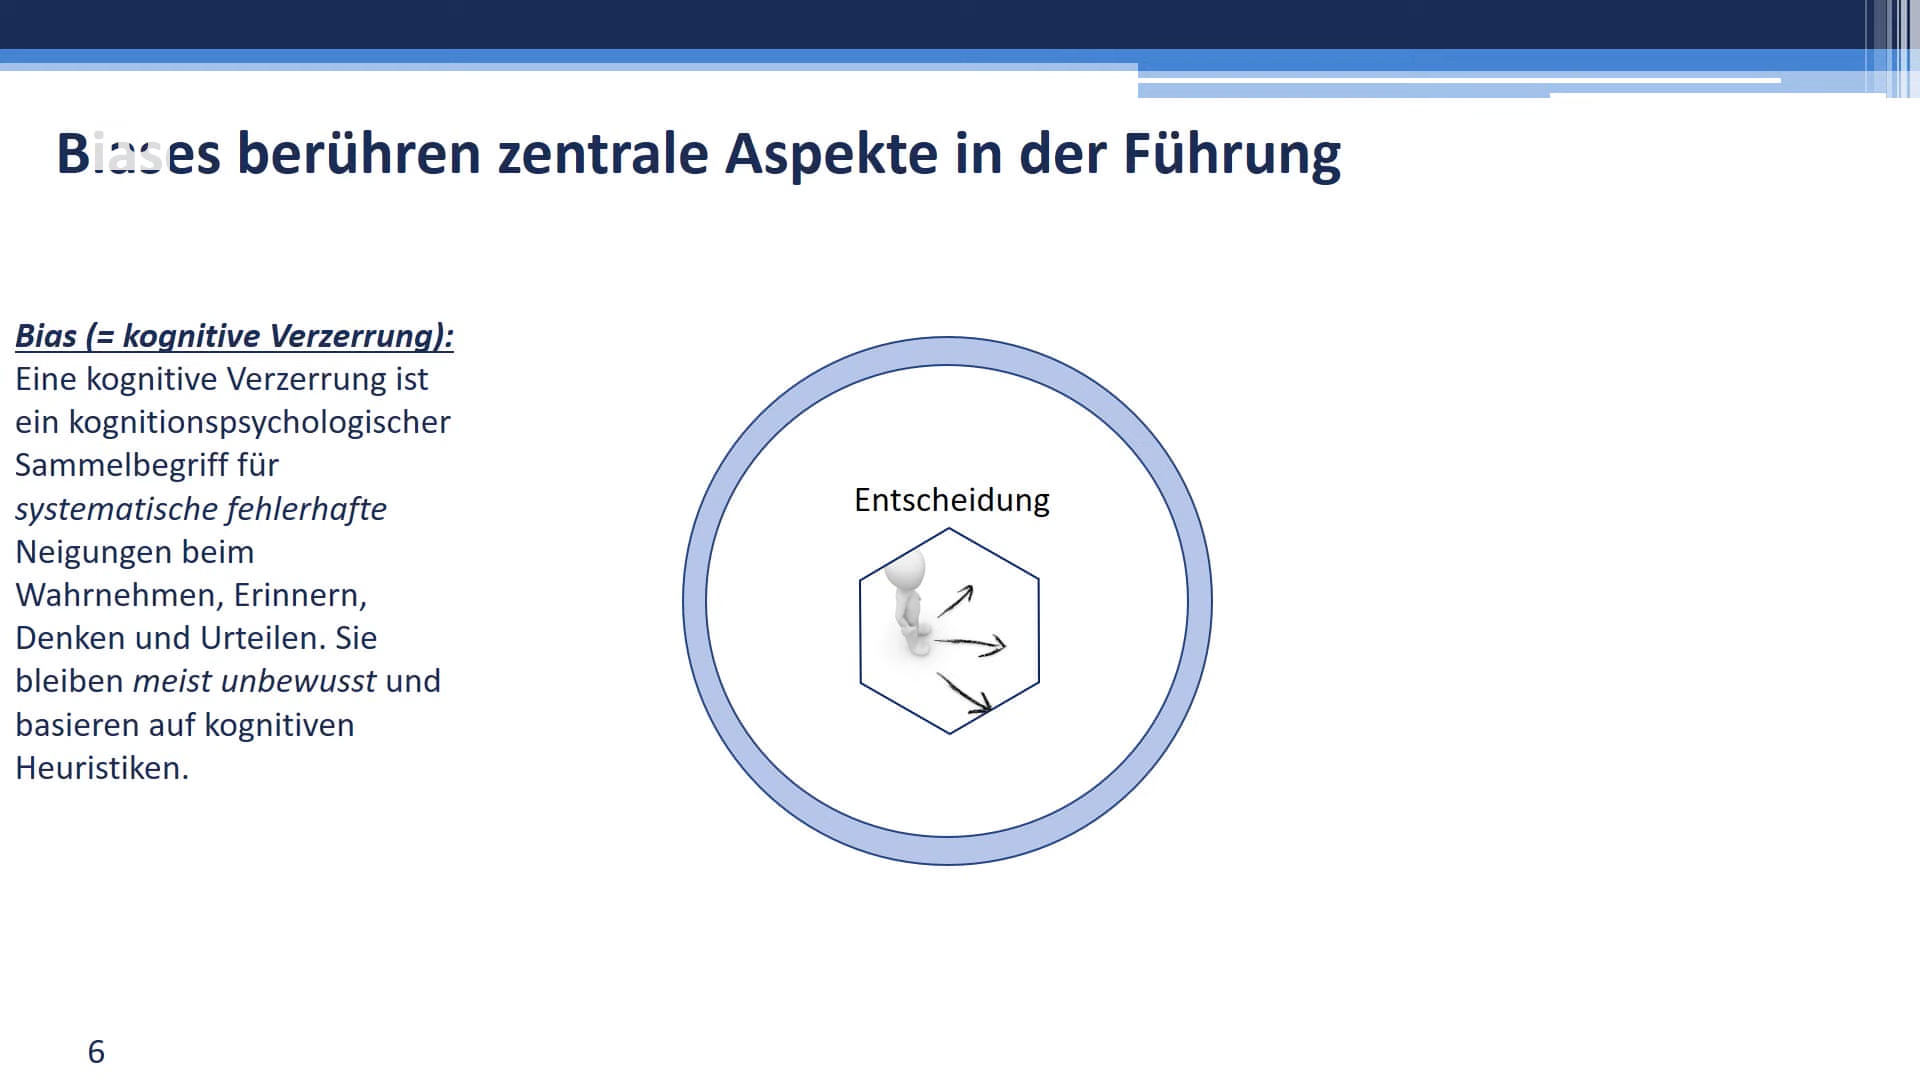 Biases berühren zentrale Aspekte in der Führung
Bias (= kognitive Verzerrung):
Eine kognitive Verzerrung ist
ein kognitionspsychologischer
Sammelbegriff für
systematische fehlerhafte
Neigungen beim
Wahrnehmen, Erinnern,
Denken und Urteilen. Sie
bleiben meist unbewusst und
basieren auf kognitiven
Heuristiken.
Entscheidung
6